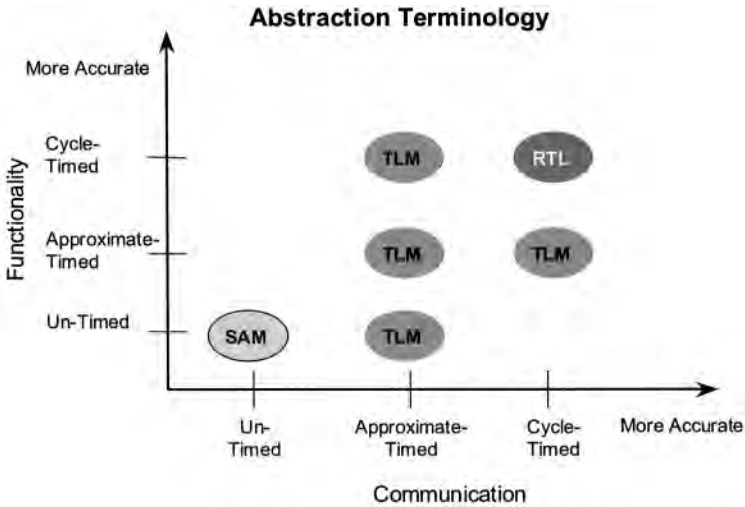 Abstraction Terminology
More Accurate
Functionality
Cycle-
Timed
TLM
RTL
Approximate-
Timed
TLM
TLM
Un-Timed
SAM
TLM
Un-
Timed
Approximate-
Timed
Cycle-
Timed
More Accurate
Communication